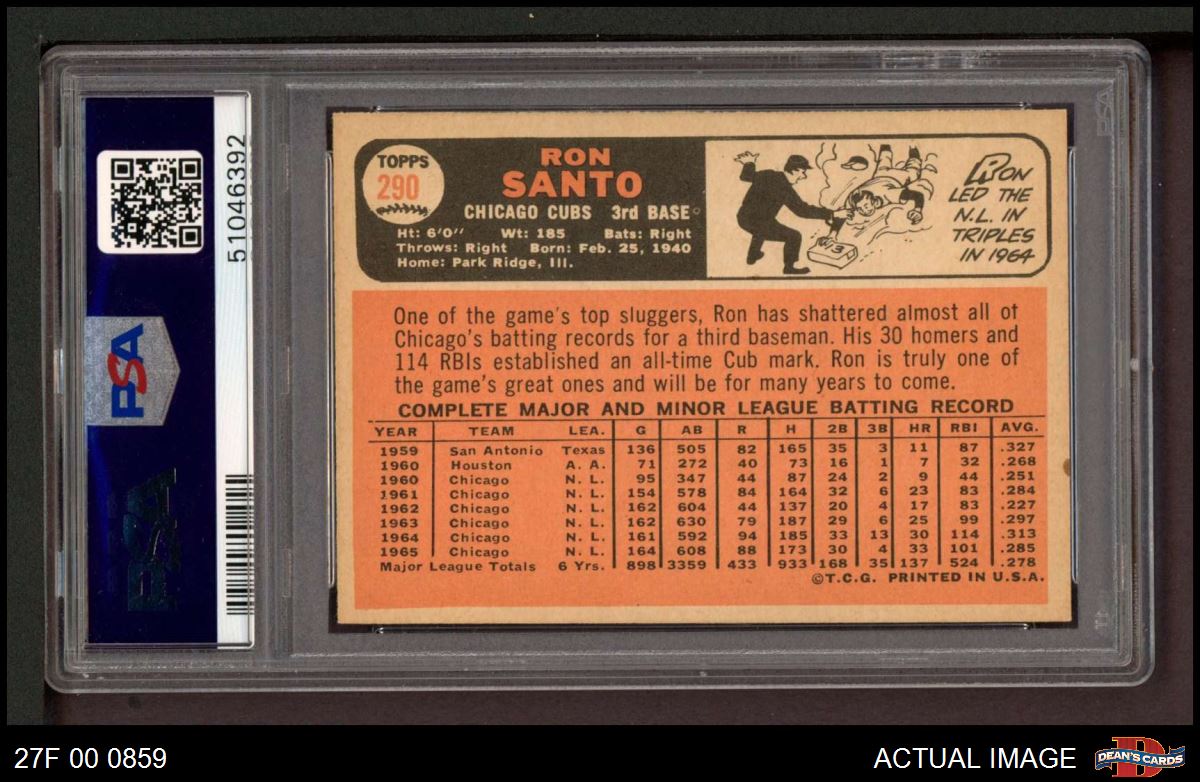 51046392
PSA
PSA
TOPPS
290
RON
SANTO
CHICAGO CUBS 3rd BASE
Ht: 6'0" Wt: 185 Bats: Right
Throws: Right Born: Feb. 25, 1940
Home: Park Ridge, Ill.
RON
LED THE
N.L. IN
TRIPLES
IN 1964
3
One of the game's top sluggers, Ron has shattered almost all of
Chicago's batting records for a third baseman. His 30 homers and
114 RBIs established an all-time Cub mark. Ron is truly one of
the game's great ones and will be for many years to come.
COMPLETE MAJOR AND MINOR LEAGUE BATTING RECORD
YEAR TEAM LEA. G AB R H 2B 3B HR RBI AVG.
1959 San Antonio Texas 136 505 82 165 35 3 11 87 .327
1960 Houston A. A. 71 272 40 73 16 1 7 32 .268
1960 Chicago N. L. 95 347 44 87 24 2 9 44 .251
1961 Chicago N. L. 154 578 84 164 32 6 23 83 .284
1962 Chicago N. L. 162 604 44 137 20 4 17 83 .227
1963 Chicago N. L. 162 630 79 187 29 6 25 99 .297
1964 Chicago N. L. 161 592 94 185 33 13 30 114 .313
1965 Chicago N. L. 164 608 88 173 30 4 33 101 .285
Major League Totals 6 Yrs. 898 3359 433 933 168 35 137 524 .278
©T.C.G. PRINTED IN U.S.A.
PSA
27F 00 0859
ACTUAL IMAGE
D
DEAN'S CARDS